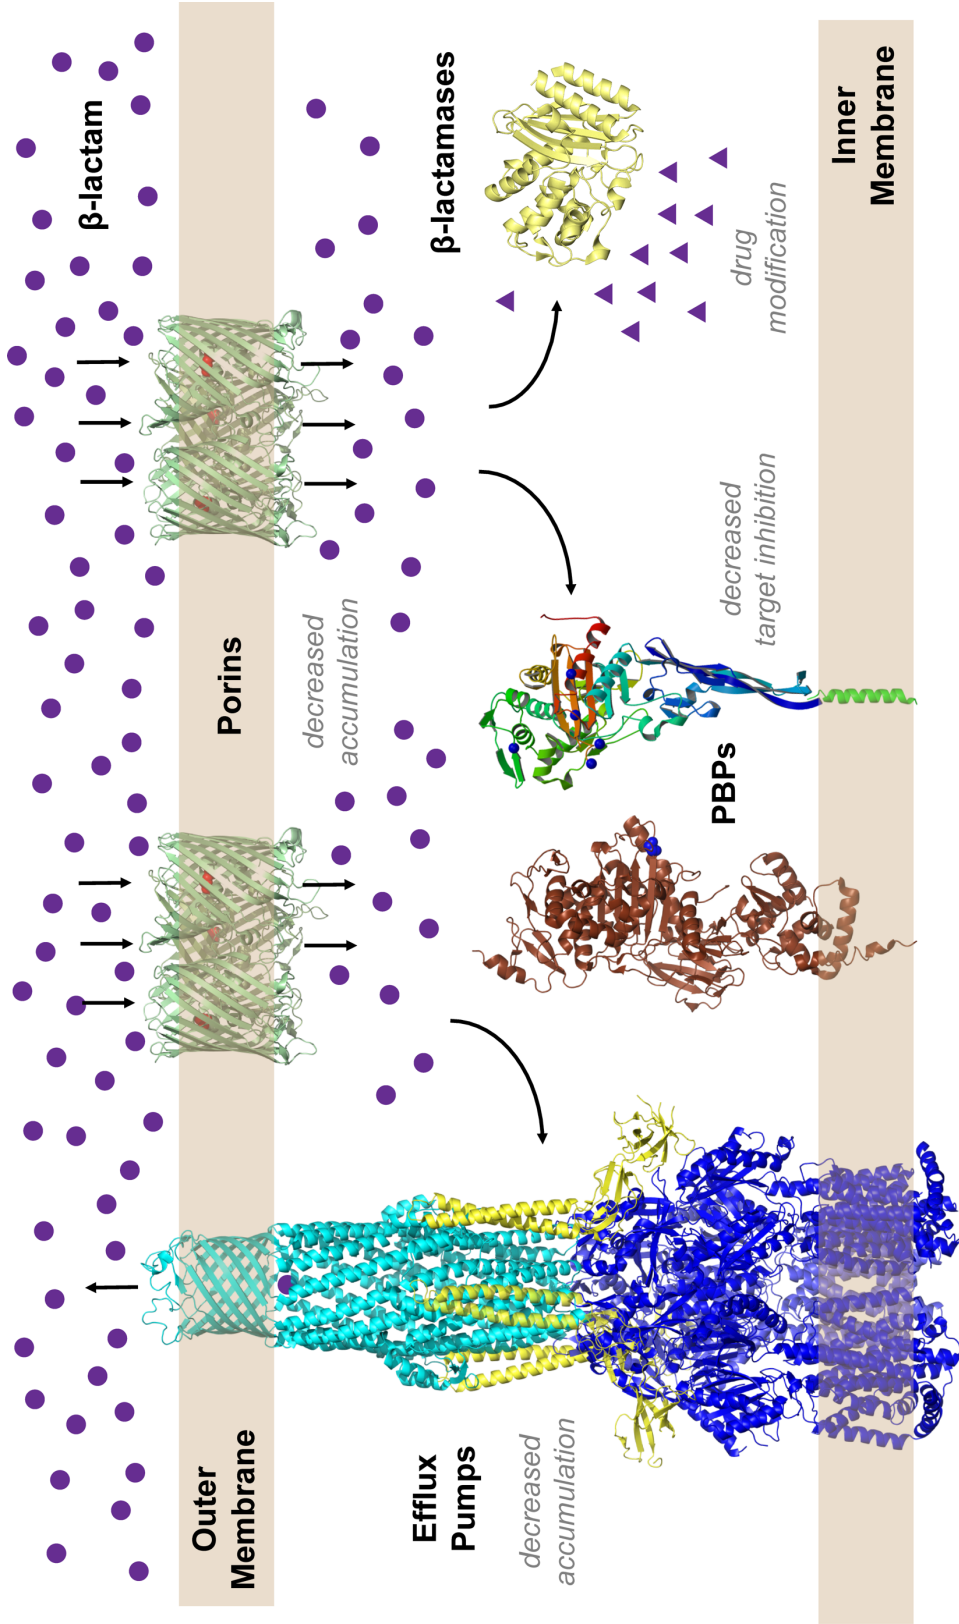 β-lactam
Outer
Membrane
Porins
decreased
accumulation
Efflux
Pumps
decreased
accumulation
PBPs
decreased
target inhibition
β-lactamases
drug
modification
Inner
Membrane